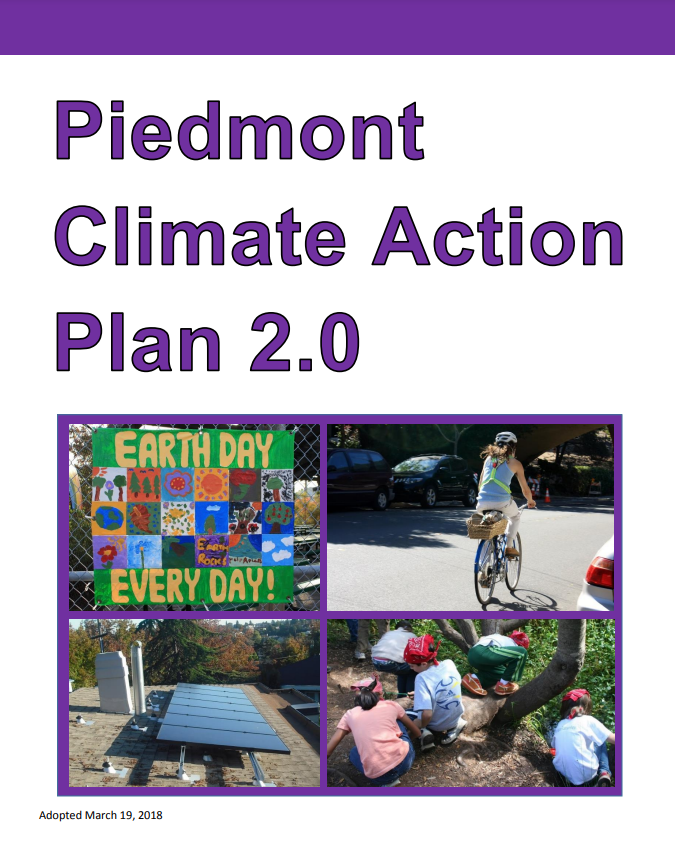 Piedmont
Climate Action
Plan 2.0
EARTH DAY
EVERY DAY!
Adopted March 19, 2018